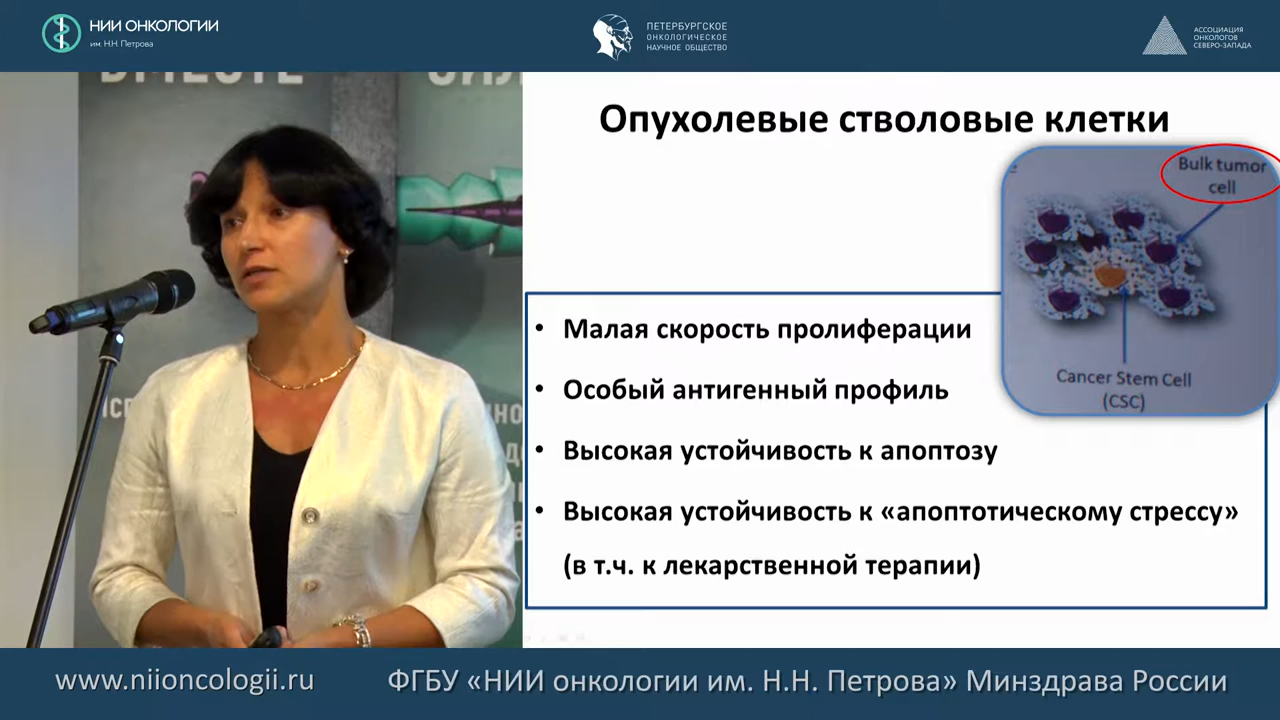 НИИ ОНКОЛОГИИ
им. Н.Н. Петрова
ПЕТЕРБУРГСКОЕ
ОНКОЛОГИЧЕСКОЕ
НАУЧНОЕ ОБЩЕСТВО
АССОЦИАЦИЯ
ОНКОЛОГОВ
СЕВЕРО-ЗАПАДА
ВМЕСТЕ
Опухолевые стволовые клетки
Bulk tumor
cell
Cancer Stem Cell
(CSC)
• Малая скорость пролиферации
• Особый антигенный профиль
• Высокая устойчивость к апоптозу
• Высокая устойчивость к «апоптотическому стрессу»
(в т.ч. к лекарственной терапии)
www.niioncologii.ru
ФГБУ «НИИ онкологии им. Н.Н. Петрова» Минздрава России